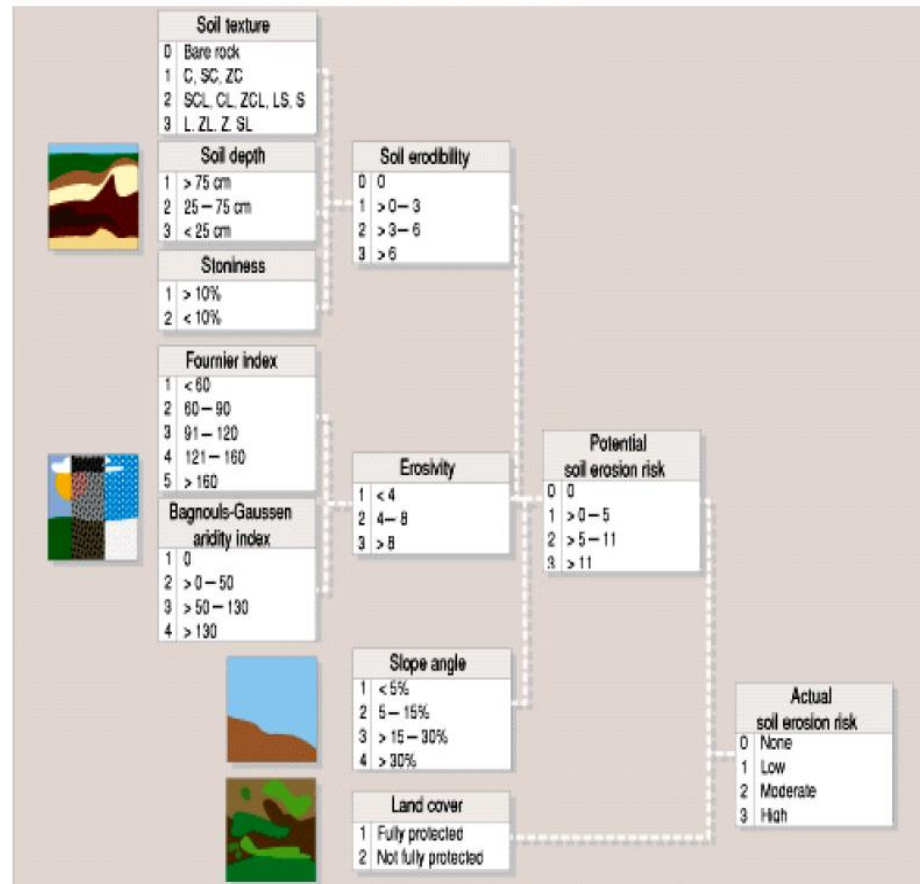 Soil texture
0 Bare rock
1 C, SC, ZC
2 SCL, CL, ZCL, LS, S
3 L. ZL. Z. SL
Soil depth
1 > 75 cm
2 25 – 75 cm
3 < 25 cm
Stoniness
1 > 10%
2 < 10%
Soil erodibility
0 0
1 > 0 – 3
2 > 3 – 6
3 > 6
Fournier index
1 < 60
2 60 – 90
3 91 – 120
4 121 – 160
5 > 160
Bagnouls-Gaussen
aridity index
1 0
2 > 0 – 50
3 > 50 – 130
4 > 130
Erosivity
1 < 4
2 4 – 8
3 > 8
Slope angle
1 < 5%
2 5 – 15%
3 > 15 – 30%
4 > 30%
Land cover
1 Fully protected
2 Not fully protected
Potential
soil erosion risk
0 0
1 > 0 – 5
2 > 5 – 11
3 > 11
Actual
soil erosion risk
0 None
1 Low
2 Moderate
3 High